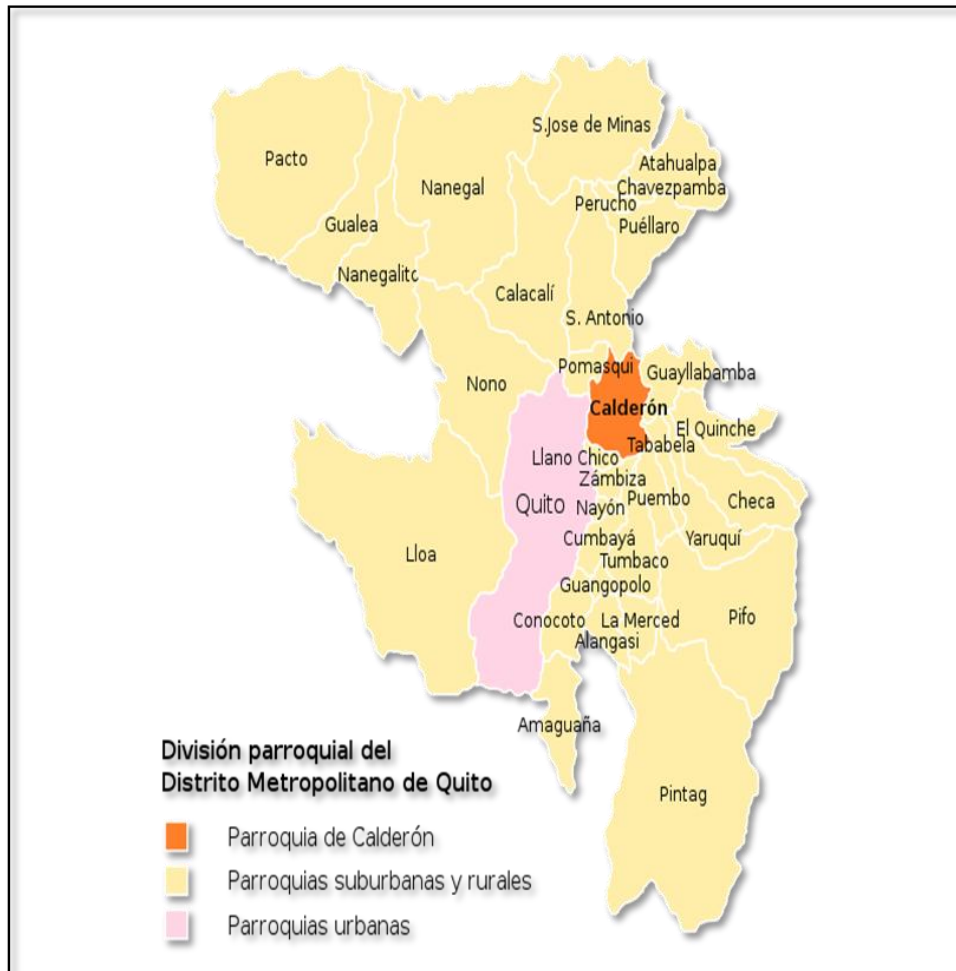 S.Jose de Minas
Pacto
Atahualpa
Nanegal
Chavezpamba
Perucho
Gualea
Puéllaro
Nanegalito
Calacalí
S. Antonio
Pomasqui
Guayllabamba
Nono
Calderón
El Quinche
Tababela
Llano Chico
Zámbiza
Puembo
Checa
Quito
Nayón
Cumbayá
Yaruquí
Lloa
Tumbaco
Guangopolo
Pifo
Conocoto
La Merced
Alangasi
Amaguaña
Pintag
División parroquial del
Distrito Metropolitano de Quito
Parroquia de Calderón
Parroquias suburbanas y rurales
Parroquias urbanas